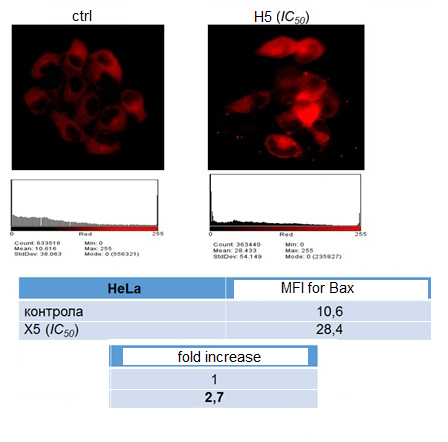 ctrl
H5 (IC50)
0 Red 255
Count: 633516 Min: 0
Mean: 10.616 Max: 255
StdDev: 38.063 Mode: 0 (556321)
0 Red 255
Count: 363440 Min: 0
Mean: 28.433 Max: 255
StdDev: 54.149 Mode: 0 (235827)
HeLa MFI for Bax
контрола 10,6
X5 (IC50) 28,4
fold increase
1
2,7